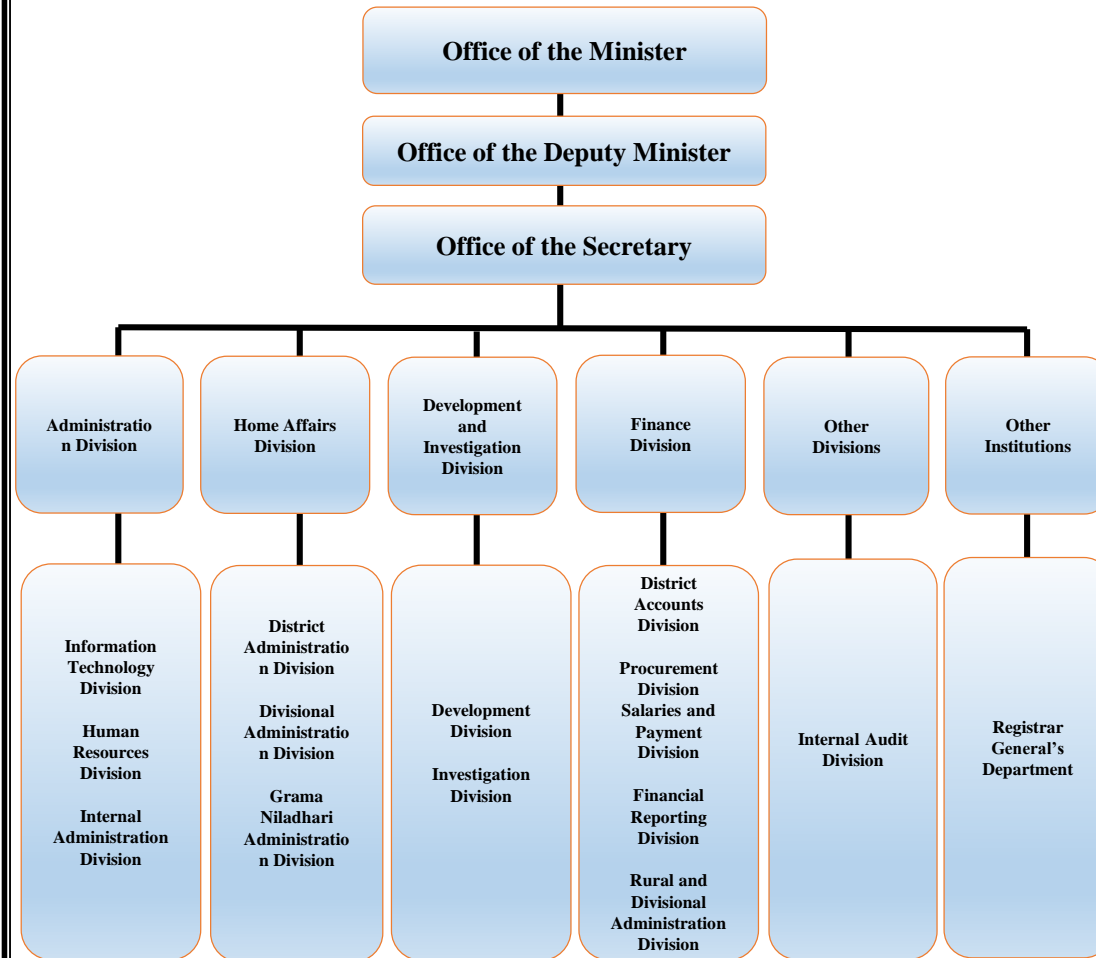 Office of the Minister
Office of the Deputy Minister
Office of the Secretary
Administratio
n Division
Home Affairs
Division
Development
and
Investigation
Division
Finance
Division
Other
Divisions
Other
Institutions
Information
Technology
Division
Human
Resources
Division
Internal
Administration
Division
District
Administratio
n Division
Divisional
Administratio
n Division
Grama
Niladhari
Administratio
n Division
Development
Division
Investigation
Division
District
Accounts
Division
Procurement
Division
Salaries and
Payment
Division
Financial
Reporting
Division
Rural and
Divisional
Administration
Division
Internal Audit
Division
Registrar
General’s
Department